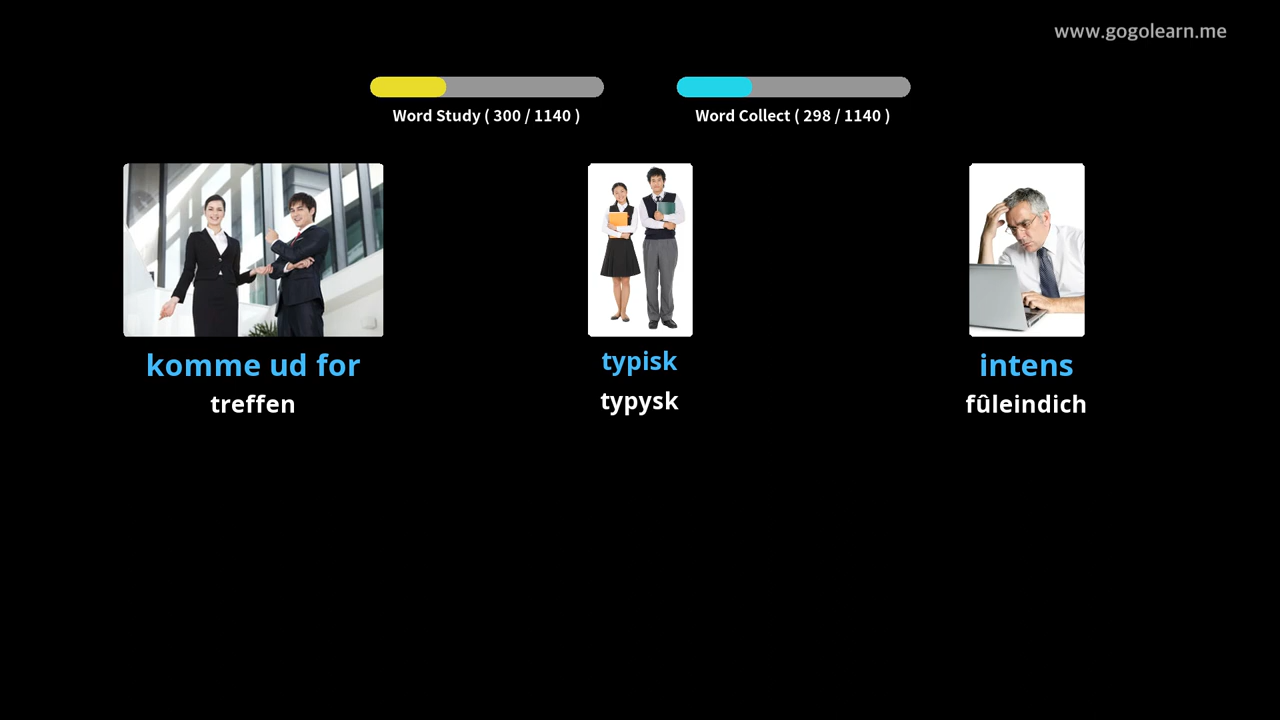 www.gogolearn.me
Word Study ( 300 / 1140 )
Word Collect ( 298 / 1140 )
komme ud for
treffen
typisk
typysk
intens
fûleindich